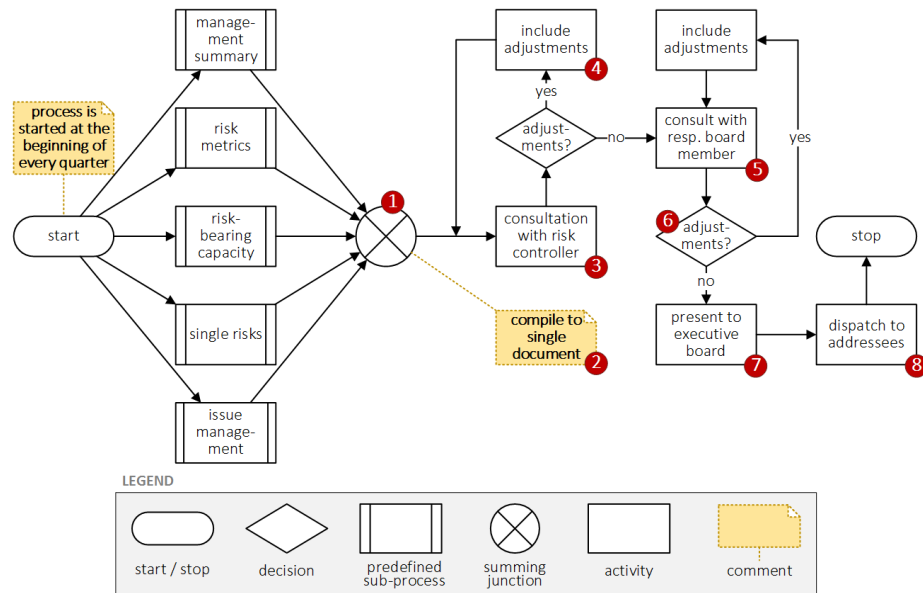 manage-
ment
summary
process is
started at the
beginning of
every quarter
risk
metrics
start
risk-
bearing
capacity
single risks
issue
manage-
ment
1
compile to
single
document
2
include
adjustments
4
yes
adjust-
ments?
no
consultation
with risk
controller
3
include
adjustments
consult with
resp. board
member
5
yes
6
adjust-
ments?
no
present to
executive
board
7
stop
dispatch to
addressees
8
LEGEND
start / stop
decision
predefined
sub-process
summing
junction
activity
comment